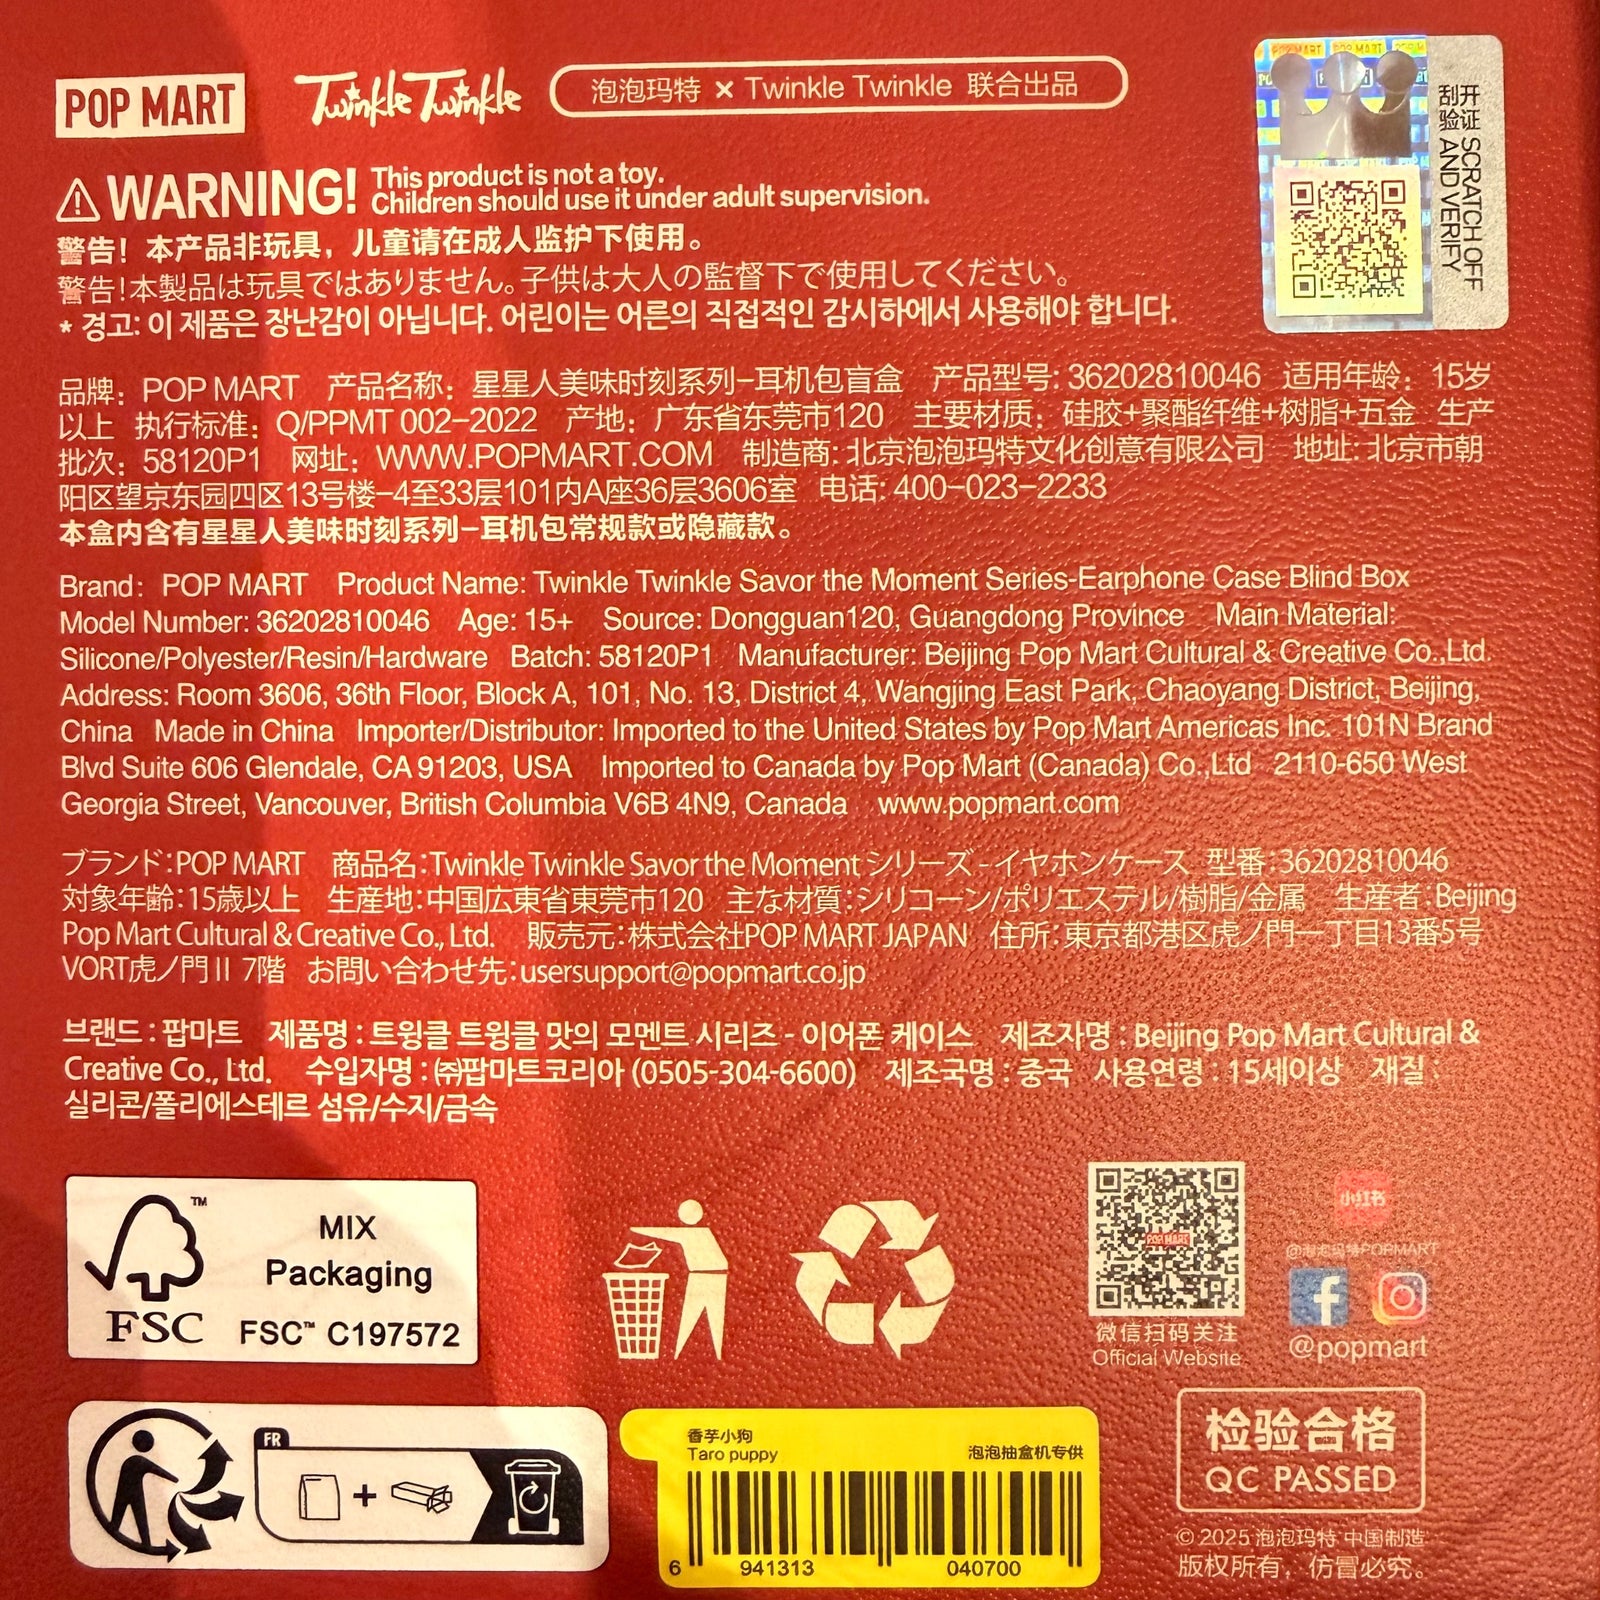 POP MART
Twinkle Twinkle
泡泡玛特 × Twinkle Twinkle 联合出品
刮开验证 SCRATCH OFF AND VERIFY
WARNING! This product is not a toy.
Children should use it under adult supervision.
警告！本产品非玩具，儿童请在成人监护下使用。
警告！本製品は玩具ではありません。子供は大人の監督下で使用してください。
* 경고: 이 제품은 장난감이 아닙니다. 어린이는 어른의 직접적인 감시하에서 사용해야 합니다.
品牌：POP MART 产品名称：星星人美味时刻系列-耳机包盲盒 产品型号: 36202810046 适用年龄：15岁
以上 执行标准：Q/PPMT 002-2022 产地：广东省东莞市120 主要材质：硅胶+聚酯纤维+树脂+五金 生产
批次：58120P1 网址：WWW.POPMART.COM 制造商: 北京泡泡玛特文化创意有限公司 地址: 北京市朝
阳区望京东园四区13号楼-4至33层101内A座36层3606室 电话: 400-023-2233
本盒内含有星星人美味时刻系列-耳机包常规款或隐藏款。
Brand: POP MART Product Name: Twinkle Twinkle Savor the Moment Series-Earphone Case Blind Box
Model Number: 36202810046 Age: 15+ Source: Dongguan120, Guangdong Province Main Material:
Silicone/Polyester/Resin/Hardware Batch: 58120P1 Manufacturer: Beijing Pop Mart Cultural & Creative Co.,Ltd.
Address: Room 3606, 36th Floor, Block A, 101, No. 13, District 4, Wangjing East Park, Chaoyang District, Beijing,
China Made in China Importer/Distributor: Imported to the United States by Pop Mart Americas Inc. 101N Brand
Blvd Suite 606 Glendale, CA 91203, USA Imported to Canada by Pop Mart (Canada) Co.,Ltd 2110-650 West
Georgia Street, Vancouver, British Columbia V6B 4N9, Canada www.popmart.com
ブランド：POP MART 商品名：Twinkle Twinkle Savor the Moment シリーズ - イヤホンケース 型番：36202810046
対象年齢：15歳以上 生産地：中国広東省東莞市120 主な材質：シリコーン/ポリエステル/樹脂/金属 生産者：Beijing
Pop Mart Cultural & Creative Co., Ltd. 販売元：株式会社POP MART JAPAN 住所：東京都港区虎ノ門一丁目13番5号
VORT虎ノ門II 7階 お問い合わせ先：usersupport@popmart.co.jp
브랜드 : 팝마트 제품명 : 트윙클 트윙클 맛의 모멘트 시리즈 - 이어폰 케이스 제조자명 : Beijing Pop Mart Cultural &
Creative Co., Ltd. 수입자명 : ㈜팝마트코리아 (0505-304-6600) 제조국명 : 중국 사용연령 : 15세이상 재질 :
실리콘/폴리에스테르 섬유/수지/금속
FSC™
MIX
Packaging
FSC™ C197572
POP MART
微信扫码关注
Official Website
小红书
@泡泡玛特POPMART
@popmart
FR
香芋小狗
Taro puppy
泡泡抽盒机专供
6 941313 040700
检验合格
QC PASSED
© 2025 泡泡玛特 中国制造
版权所有，仿冒必究。